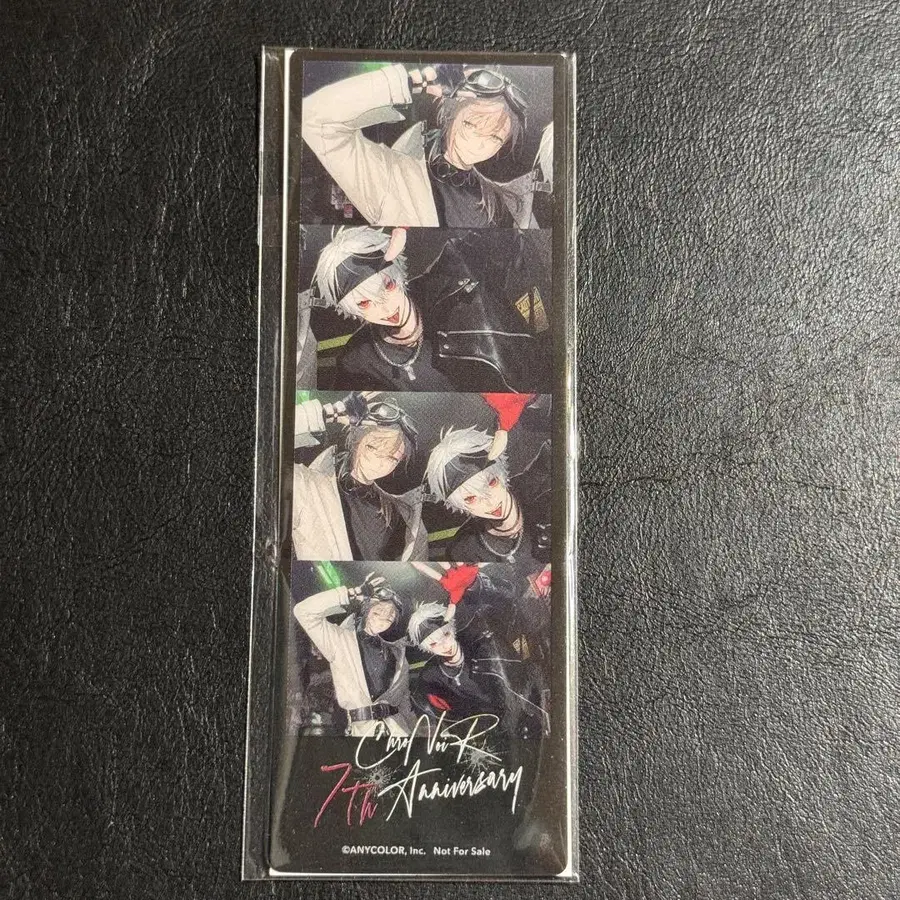 ChroNoiR
7th Anniversary
©ANYCOLOR, Inc. Not For Sale